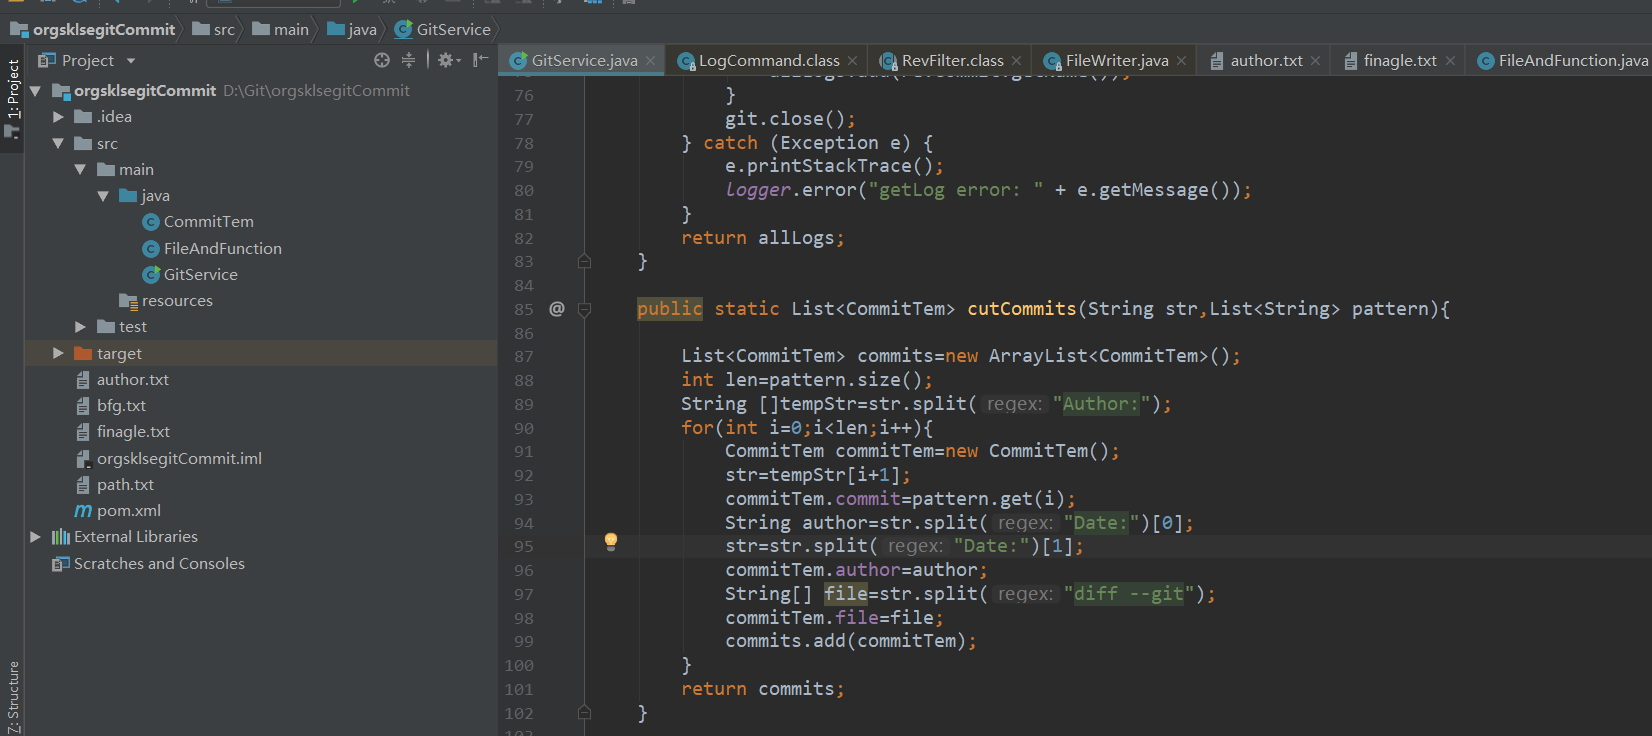 orgsklsegitCommit src main java GitService
1: Project
Z: Structure
Project
orgsklsegitCommit D:\Git\orgsklsegitCommit
.idea
src
main
java
CommitTem
FileAndFunction
GitService
resources
test
target
author.txt
bfg.txt
finagle.txt
orgsklsegitCommit.iml
path.txt
pom.xml
External Libraries
Scratches and Consoles
GitService.java LogCommand.class RevFilter.class FileWriter.java author.txt finagle.txt FileAndFunction.java
76 }
77 git.close();
78 } catch (Exception e) {
79 e.printStackTrace();
80 logger.error("getLog error: " + e.getMessage());
81 }
82 return allLogs;
83 }
84
85 @ public static List<CommitTem> cutCommits(String str,List<String> pattern){
86
87 List<CommitTem> commits=new ArrayList<CommitTem>();
88 int len=pattern.size();
89 String []tempStr=str.split( regex: "Author:");
90 for(int i=0;i<len;i++){
91 CommitTem commitTem=new CommitTem();
92 str=tempStr[i+1];
93 commitTem.commit=pattern.get(i);
94 String author=str.split( regex: "Date:")[0];
95 str=str.split( regex: "Date:")[1];
96 commitTem.author=author;
97 String[] file=str.split( regex: "diff --git");
98 commitTem.file=file;
99 commits.add(commitTem);
100 }
101 return commits;
102 }